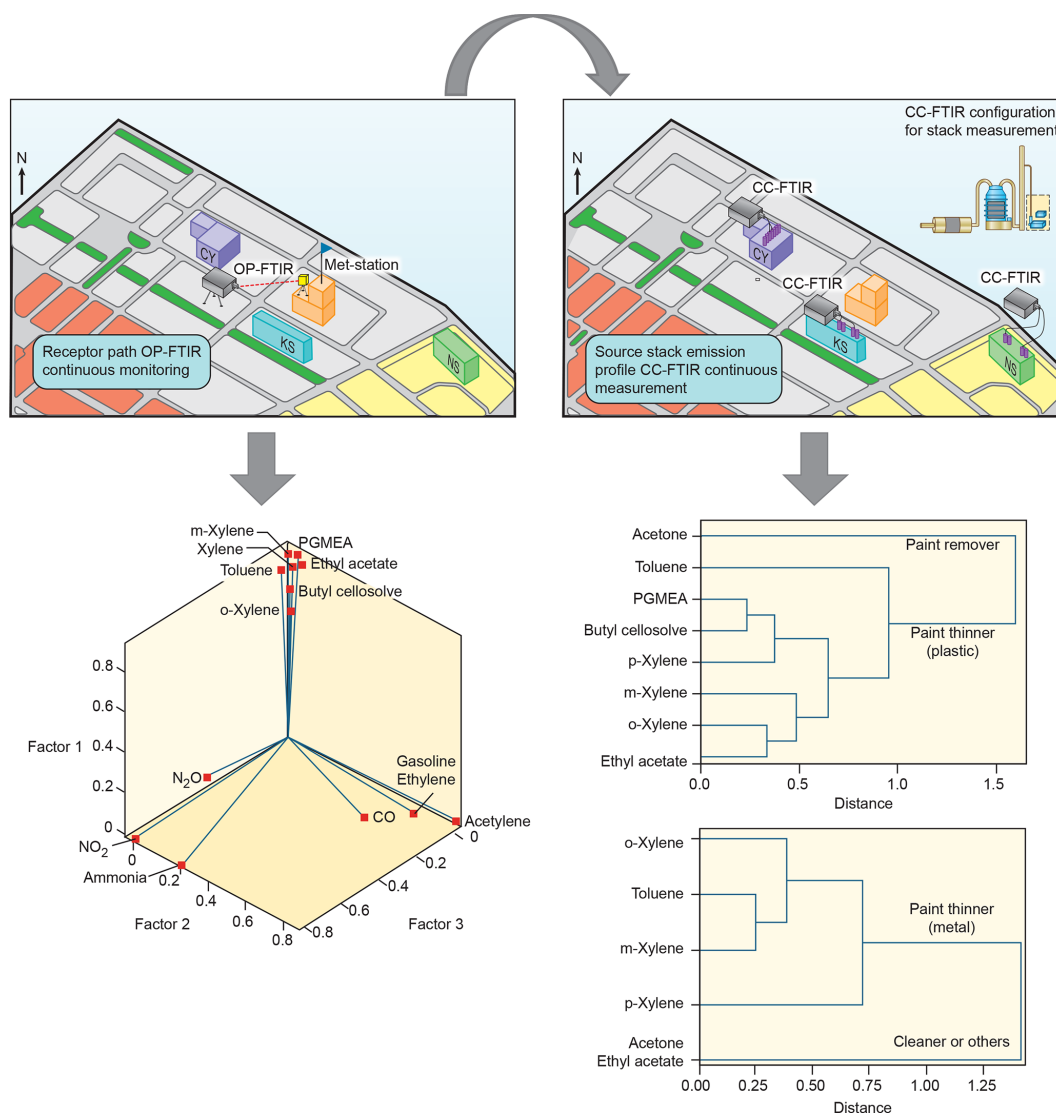 N
CY
OP-FTIR
Met-station
KS
NS
Receptor path OP-FTIR
continuous monitoring
CC-FTIR configuration
for stack measurement
N
CC-FTIR
CY
CC-FTIR
CC-FTIR
KS
NS
Source stack emission
profile CC-FTIR continuous
measurement
m-Xylene
PGMEA
Xylene
Ethyl acetate
Toluene
Butyl cellosolve
o-Xylene
0.8
0.6
Factor 1
0.4
0.2
0
N2O
Gasoline
Ethylene
CO
Acetylene
NO2
Ammonia
0
0.2
0.4
0.6
0.8
Factor 2
0
0.2
0.4
0.6
0.8
Factor 3
Acetone
Paint remover
Toluene
PGMEA
Butyl cellosolve
Paint thinner
(plastic)
p-Xylene
m-Xylene
o-Xylene
Ethyl acetate
0.0 0.5 1.0 1.5
Distance
o-Xylene
Toluene
Paint thinner
(metal)
m-Xylene
p-Xylene
Acetone
Ethyl acetate
Cleaner or others
0.00 0.25 0.50 0.75 1.00 1.25
Distance